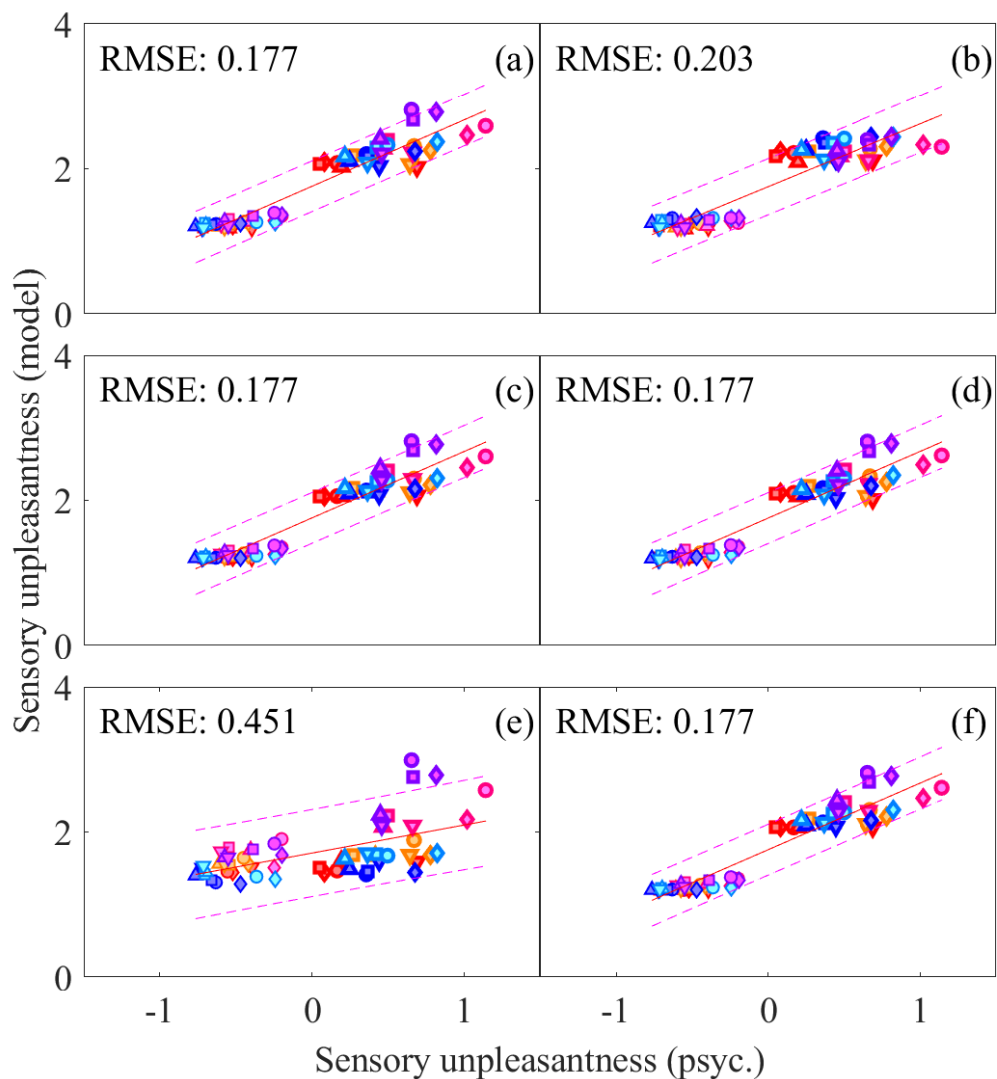 4
RMSE: 0.177
(a)
RMSE: 0.203
(b)
2
0
4
RMSE: 0.177
(c)
RMSE: 0.177
(d)
2
0
4
RMSE: 0.451
(e)
RMSE: 0.177
(f)
2
0
-1
0
1
-1
0
1
Sensory unpleasantness (model)
Sensory unpleasantness (psyc.)